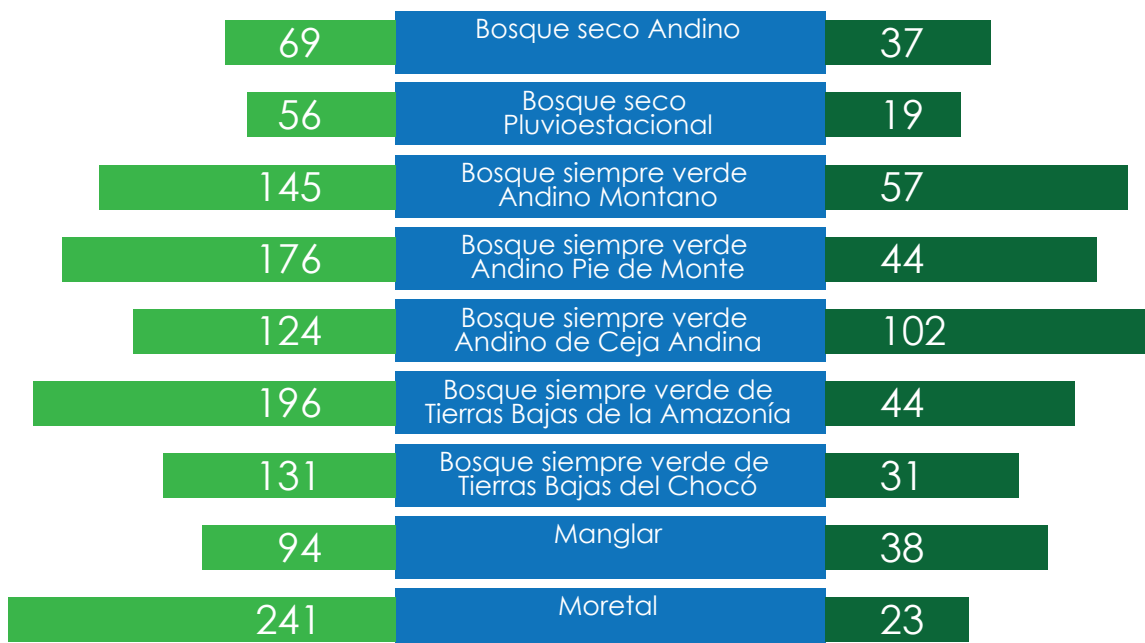 69
Bosque seco Andino
37
56
Bosque seco
Pluvioestacional
19
145
Bosque siempre verde
Andino Montano
57
176
Bosque siempre verde
Andino Pie de Monte
44
124
Bosque siempre verde
Andino de Ceja Andina
102
196
Bosque siempre verde de
Tierras Bajas de la Amazonía
44
131
Bosque siempre verde de
Tierras Bajas del Chocó
31
94
Manglar
38
241
Moretal
23